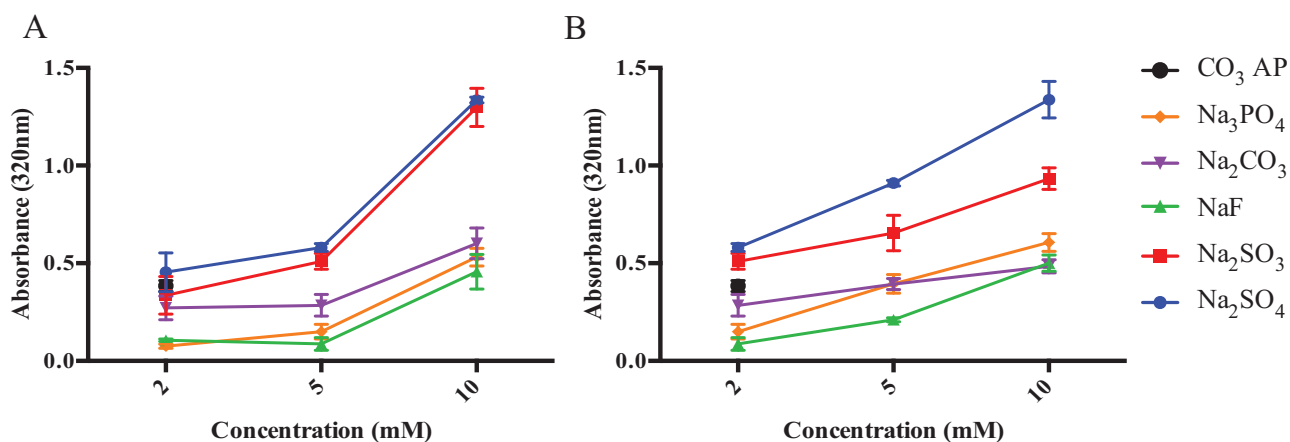 A
Absorbance (320nm)
1.5
1.0
0.5
0.0
2
5
10
Concentration (mM)
B
Absorbance (320nm)
1.5
1.0
0.5
0.0
2
5
10
Concentration (mM)
CO₃ AP
Na₃PO₄
Na₂CO₃
NaF
Na₂SO₃
Na₂SO₄